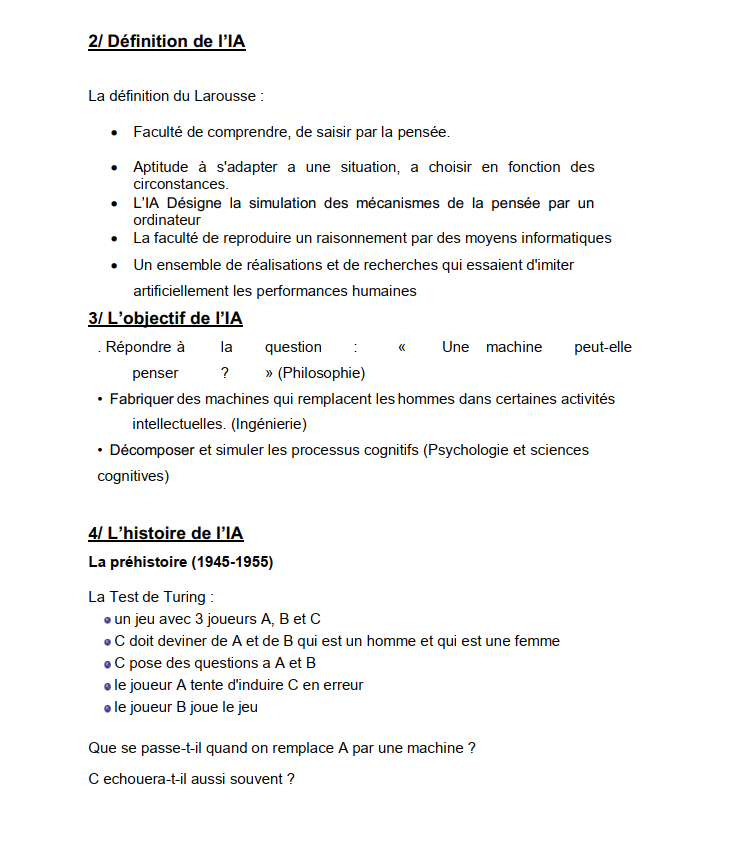 2/ Définition de l’IA
La définition du Larousse :
• Faculté de comprendre, de saisir par la pensée.
• Aptitude à s'adapter a une situation, a choisir en fonction des
circonstances.
• L’IA Désigne la simulation des mécanismes de la pensée par un
ordinateur
• La faculté de reproduire un raisonnement par des moyens informatiques
• Un ensemble de réalisations et de recherches qui essaient d'imiter
artificiellement les performances humaines
3/ L’objectif de l’IA
. Répondre à la question : « Une machine peut-elle
penser ? » (Philosophie)
• Fabriquer des machines qui remplacent les hommes dans certaines activités
intellectuelles. (Ingénierie)
• Décomposer et simuler les processus cognitifs (Psychologie et sciences
cognitives)
4/ L’histoire de l’IA
La préhistoire (1945-1955)
La Test de Turing :
un jeu avec 3 joueurs A, B et C
C doit deviner de A et de B qui est un homme et qui est une femme
C pose des questions a A et B
le joueur A tente d'induire C en erreur
le joueur B joue le jeu
Que se passe-t-il quand on remplace A par une machine ?
C echouera-t-il aussi souvent ?